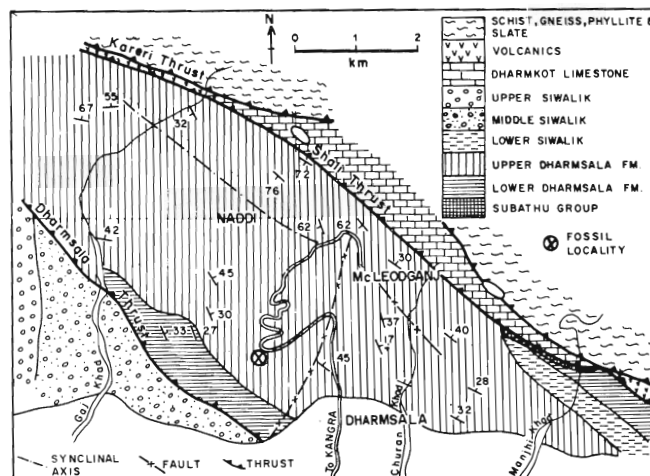 SCHIST, GNEISS, PHYLLITE &
SLATE
VOLCANICS
DHARMKOT LIMESTONE
UPPER SIWALIK
MIDDLE SIWALIK
LOWER SIWALIK
UPPER DHARMSALA FM.
LOWER DHARMSALA FM.
SUBATHU GROUP
FOSSIL
LOCALITY
N
0 1
km
Kareri Thrust
Shali Thrust
Dharmsala
Thrust
67
55
32
72
76
NADDI
62
62
42
30
McLEODGANJ
45
30
33
27
37
17
40
45
28
32
DHARMSALA
Gaj Khad
To KANGRA
Churan Khad
Manjhi Khad
SYNCLINAL
AXIS
FAULT
THRUST